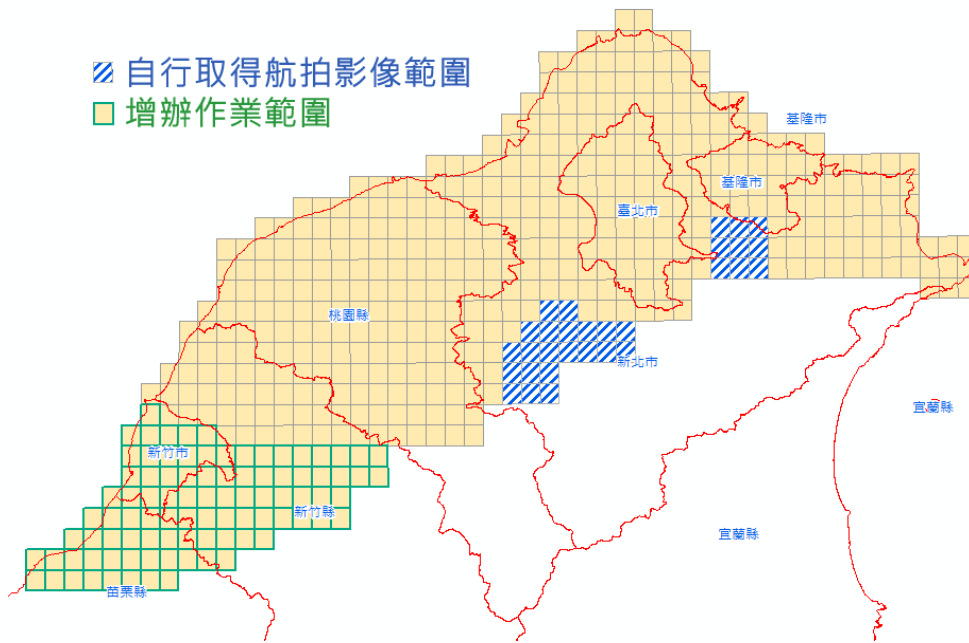 自行取得航拍影像範圍
增辦作業範圍
基隆市
基隆市
臺北市
桃園縣
新北市
宜蘭縣
新竹市
新竹縣
宜蘭縣
苗栗縣